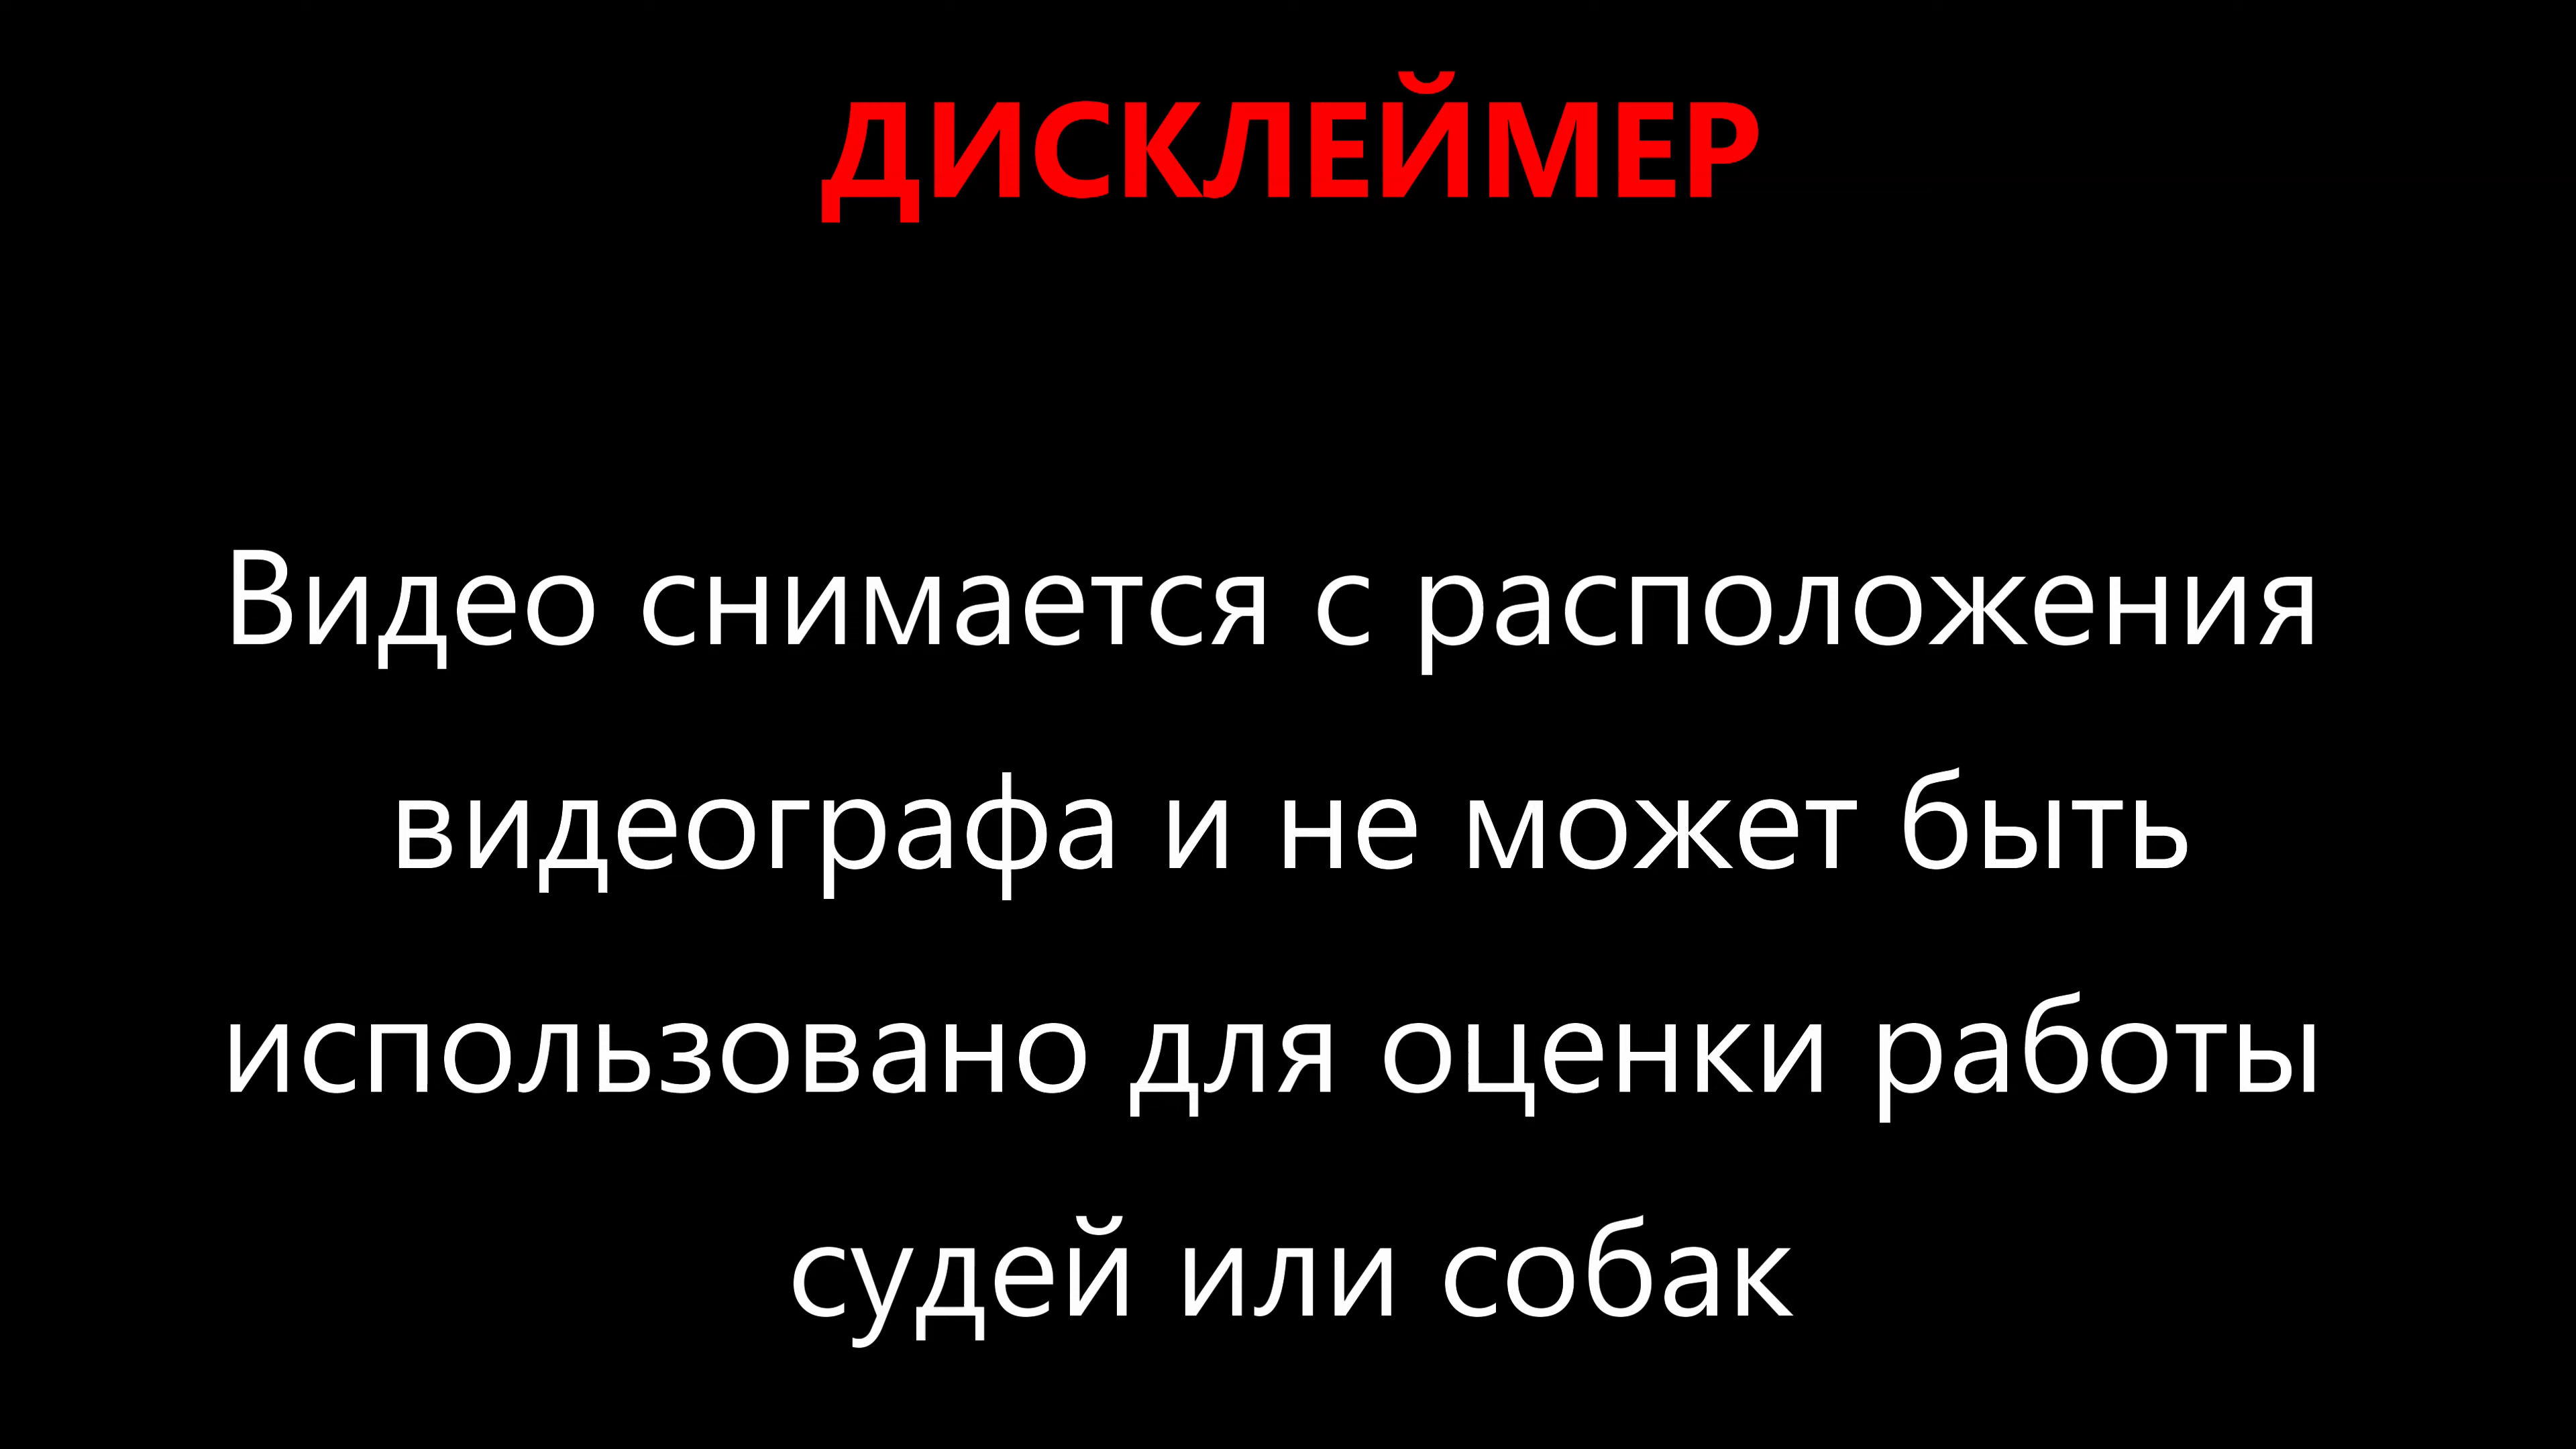 ДИСКЛЕЙМЕР
Видео снимается с расположения
видеографа и не может быть
использовано для оценки работы
судей или собак